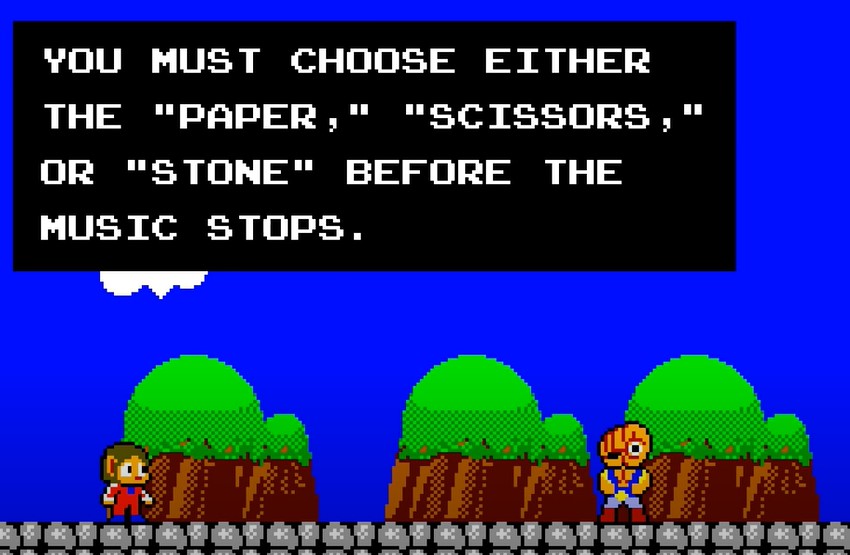 YOU MUST CHOOSE EITHER
THE "PAPER," "SCISSORS,"
OR "STONE" BEFORE THE
MUSIC STOPS.